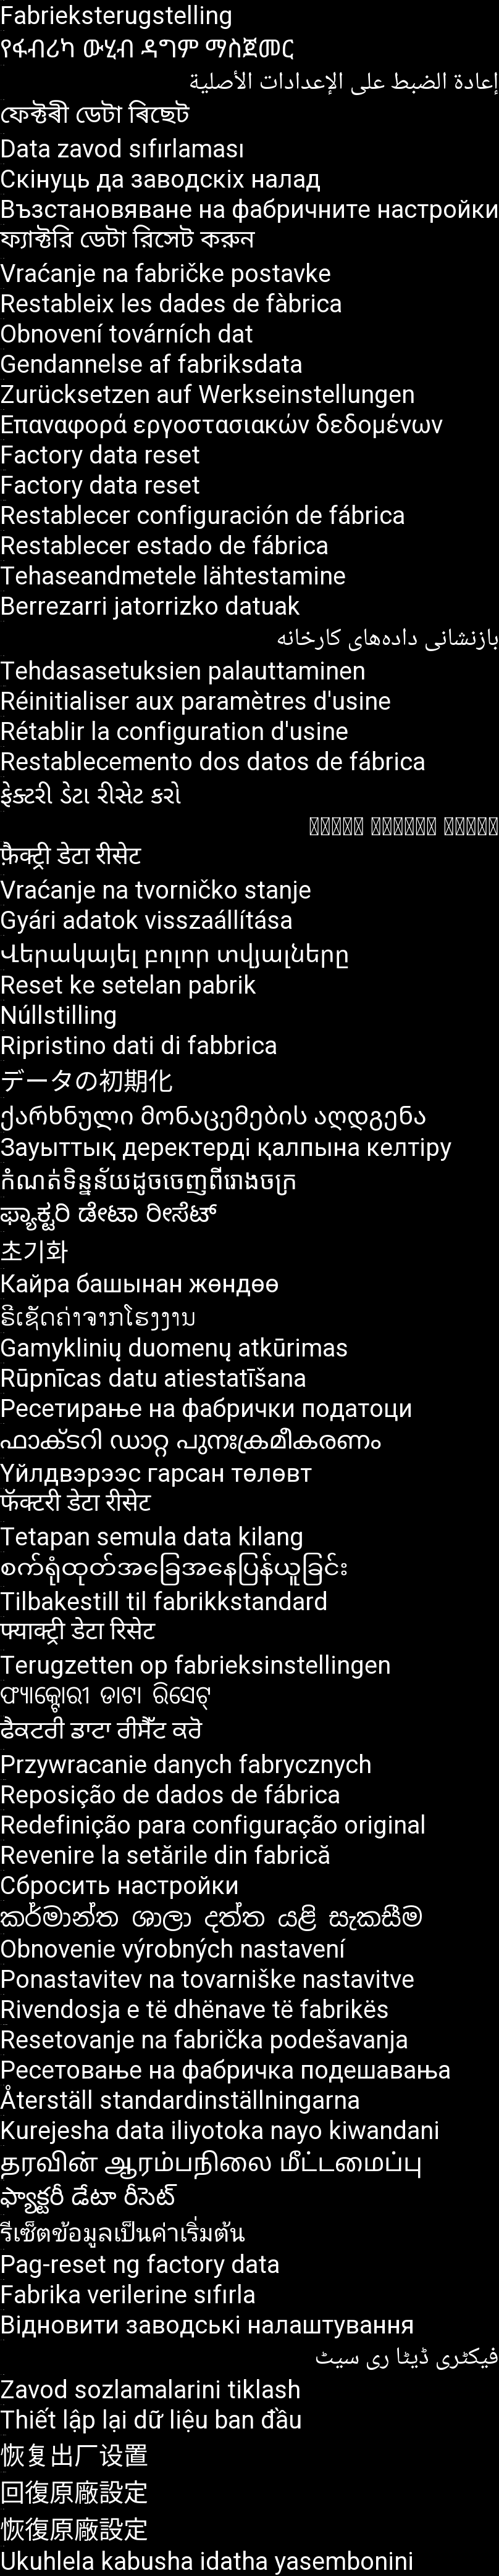 Fabrieksterugstelling
የፋብሪካ ውሂብ ዳግም ማስጀመር
إعادة الضبط على الإعدادات الأصلية
ফেক্টৰী ডেটা ৰিছেট
Data zavod sıfırlaması
Скінуць да заводскіх налад
Възстановяване на фабричните настройки
ফ্যাক্টরি ডেটা রিসেট করুন
Vraćanje na fabričke postavke
Restableix les dades de fàbrica
Obnovení továrních dat
Gendannelse af fabriksdata
Zurücksetzen auf Werkseinstellungen
Επαναφορά εργοστασιακών δεδομένων
Factory data reset
Factory data reset
Restablecer configuración de fábrica
Restablecer estado de fábrica
Tehaseandmetele lähtestamine
Berrezarri jatorrizko datuak
بازنشانی داده‌های کارخانه
Tehdasasetuksien palauttaminen
Réinitialiser aux paramètres d'usine
Rétablir la configuration d'usine
Restablecemento dos datos de fábrica
ફેક્ટરી ડેટા રીસેટ કરો
फ़ैक्ट्री डेटा रीसेट
Vraćanje na tvorničko stanje
Gyári adatok visszaállítása
Վերակայել բոլոր տվյալները
Reset ke setelan pabrik
Núllstilling
Ripristino dati di fabbrica
データの初期化
ქარხნული მონაცემების აღდგენა
Зауыттық деректерді қалпына келтіру
កំណត់ទិន្នន័យដូចចេញពីរោងចក្រ
ಫ್ಯಾಕ್ಟರಿ ಡೇಟಾ ರೀಸೆಟ್
초기화
Кайра башынан жөндөө
ຣີເຊັດຄ່າຈາກໂຮງງານ
Gamyklinių duomenų atkūrimas
Rūpnīcas datu atiestatīšana
Ресетирање на фабрички податоци
ഫാക്‌ടറി ഡാറ്റ പുനഃക്രമീകരണം
Үйлдвэрээс гарсан төлөвт
फॅक्टरी डेटा रीसेट
Tetapan semula data kilang
စက်ရုံထုတ်အခြေအနေပြန်ယူခြင်း
Tilbakestill til fabrikkstandard
फ्याक्ट्री डेटा रिसेट
Terugzetten op fabrieksinstellingen
ଫ୍ୟାକ୍ଟୋରୀ ଡାଟା ରିସେଟ୍
ਫੈਕਟਰੀ ਡਾਟਾ ਰੀਸੈੱਟ ਕਰੋ
Przywracanie danych fabrycznych
Reposição de dados de fábrica
Redefinição para configuração original
Revenire la setările din fabrică
Сбросить настройки
කර්මාන්ත ශාලා දත්ත යළි සැකසීම
Obnovenie výrobných nastavení
Ponastavitev na tovarniške nastavitve
Rivendosja e të dhënave të fabrikës
Resetovanje na fabrička podešavanja
Ресетовање на фабричка подешавања
Återställ standardinställningarna
Kurejesha data iliyotoka nayo kiwandani
தரவின் ஆரம்பநிலை மீட்டமைப்பு
ఫ్యాక్టరీ డేటా రీసెట్
รีเซ็ตข้อมูลเป็นค่าเริ่มต้น
Pag-reset ng factory data
Fabrika verilerine sıfırla
Відновити заводські налаштування
فیکٹری ڈیٹا ری سیٹ
Zavod sozlamalarini tiklash
Thiết lập lại dữ liệu ban đầu
恢复出厂设置
回復原廠設定
恢復原廠設定
Ukuhlela kabusha idatha yasembonini